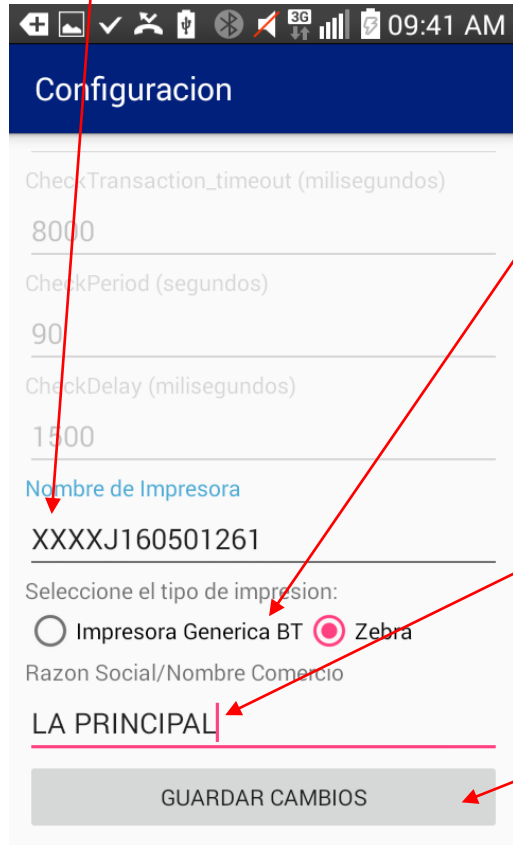 3G 09:41 AM
Configuracion
CheckTransaction_timeout (milisegundos)
8000
CheckPeriod (segundos)
90
CheckDelay (milisegundos)
1500
Nombre de Impresora
XXXXJ160501261
Seleccione el tipo de impresion:
Impresora Generica BT Zebra
Razon Social/Nombre Comercio
LA PRINCIPAL
GUARDAR CAMBIOS